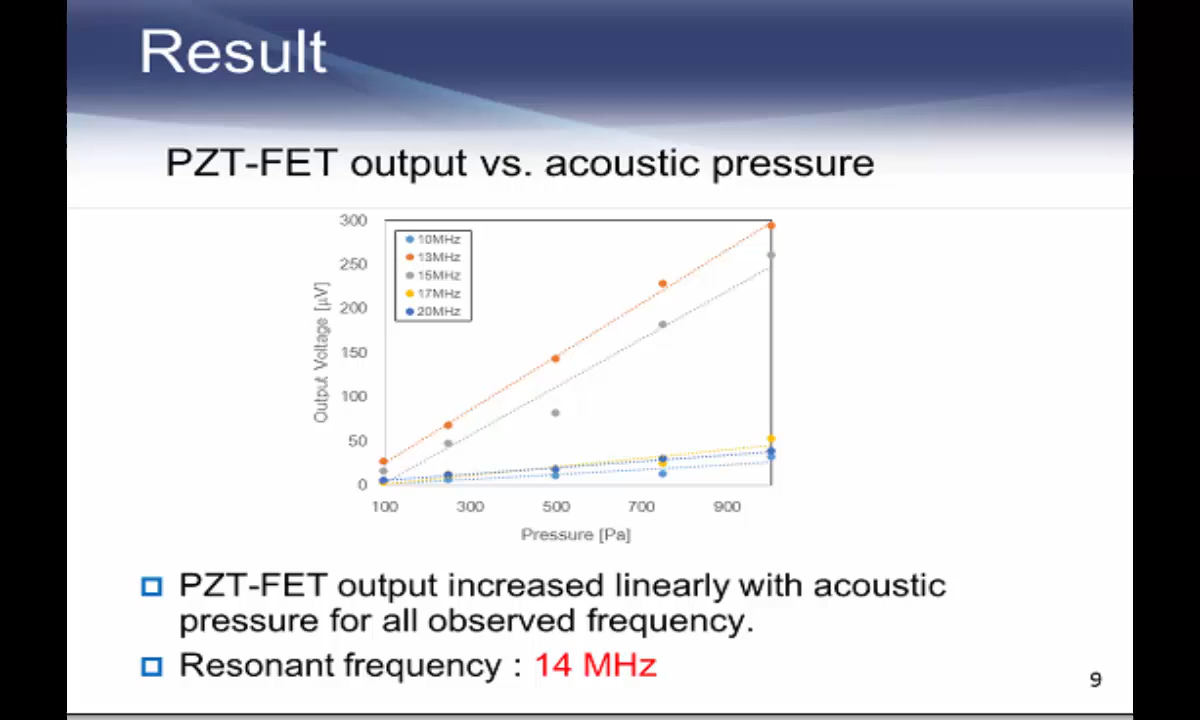 Result
PZT-FET output vs. acoustic pressure
300
250
200
150
100
50
0
Output Voltage [μV]
10MHz
13MHz
15MHz
17MHz
20MHz
100 300 500 700 900
Pressure [Pa]
PZT-FET output increased linearly with acoustic
pressure for all observed frequency.
Resonant frequency : 14 MHz
9